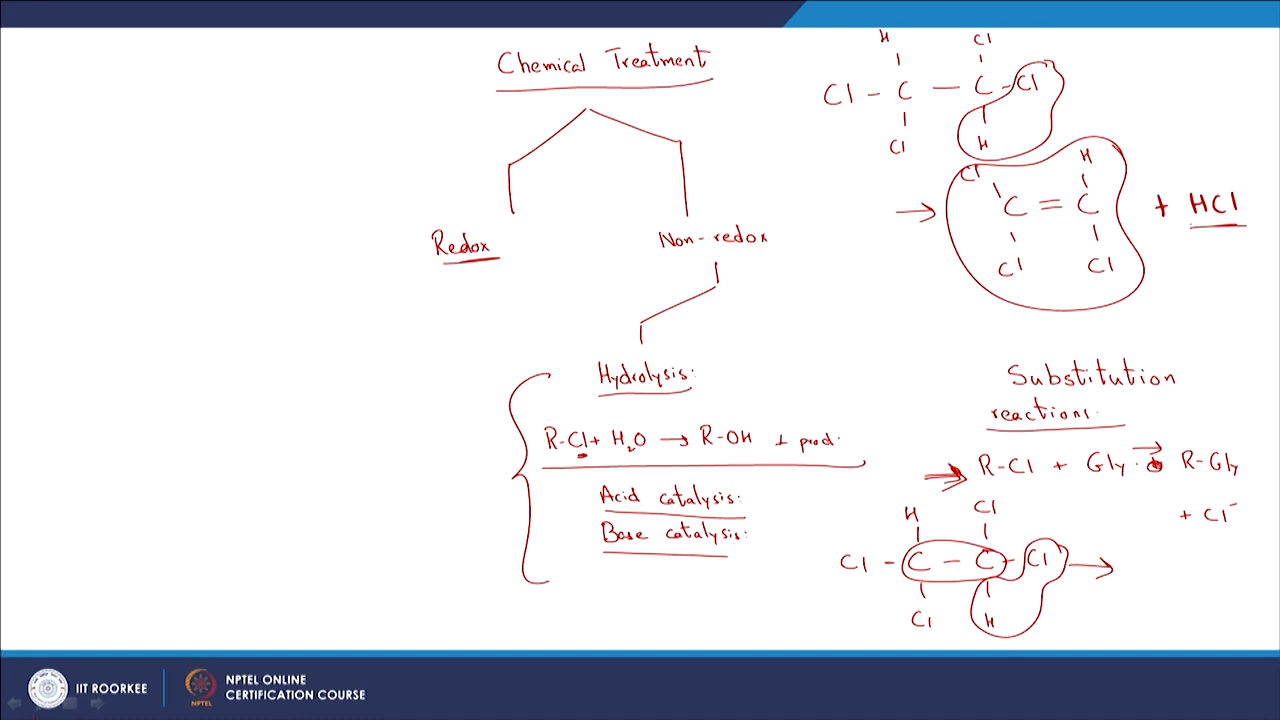 Chemical Treatment
Redox
Non-redox
Hydrolysis:
R-Cl + H2O → R-OH + prod.
Acid catalysis:
Base catalysis:
H Cl
Cl - C - C - Cl
Cl H
Cl H
→ C = C + HCl
Cl Cl
Substitution
reactions.
→ R-Cl + Gly. → R-Gly
+ Cl⁻
H Cl
Cl - C - C - Cl →
Cl H
IIT ROORKEE
NPTEL
NPTEL ONLINE
CERTIFICATION COURSE